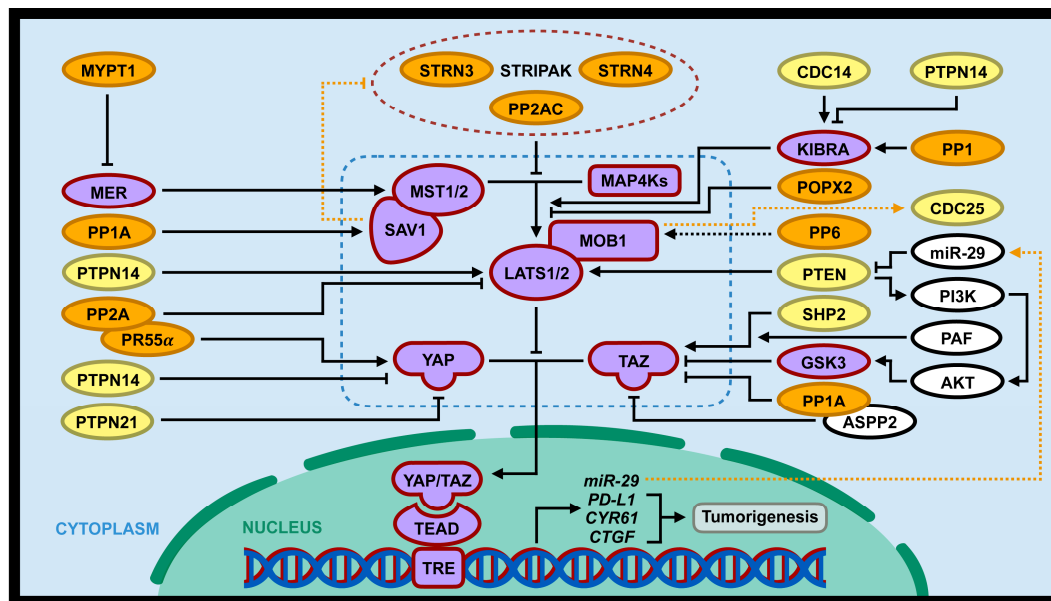 MYPT1
STRN3 STRIPAK STRN4
PP2AC
CDC14 PTPN14
MER
MST1/2
MAP4Ks
KIBRA
PP1
PP1A
SAV1
MOB1
POPX2
CDC25
PP6
PTPN14
LATS1/2
PTEN
miR-29
PP2A
PR55α
PI3K
SHP2
PAF
YAP
TAZ
GSK3
AKT
PTPN14
PP1A
ASPP2
PTPN21
CYTOPLASM
NUCLEUS
YAP/TAZ
TEAD
TRE
miR-29
PD-L1
CYR61
CTGF
Tumorigenesis